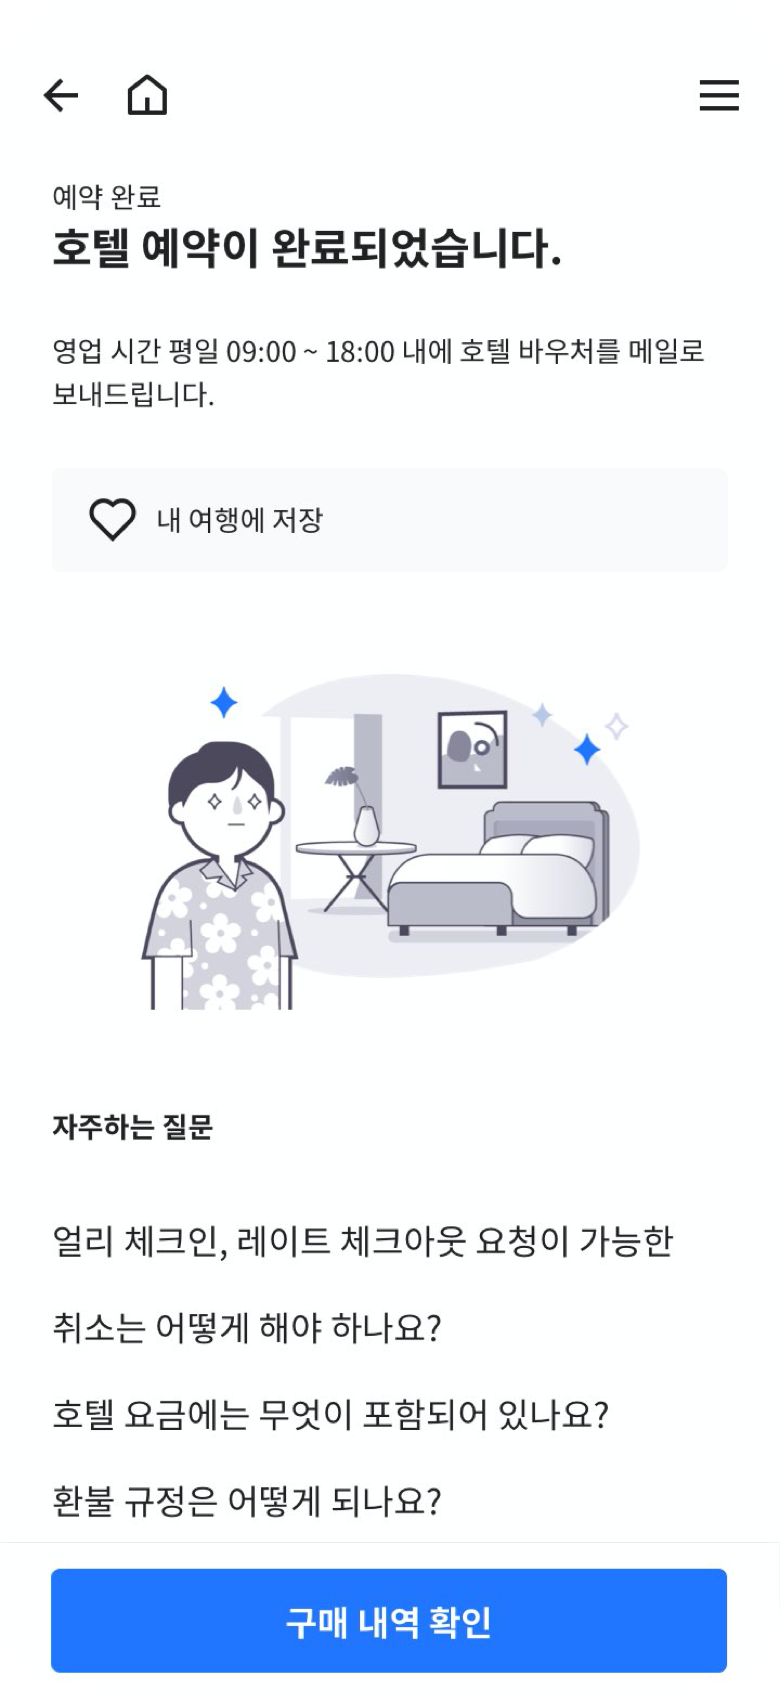 예약 완료
호텔 예약이 완료되었습니다.
영업 시간 평일 09:00 ~ 18:00 내에 호텔 바우처를 메일로
보내드립니다.
내 여행에 저장
자주하는 질문
얼리 체크인, 레이트 체크아웃 요청이 가능한
취소는 어떻게 해야 하나요?
호텔 요금에는 무엇이 포함되어 있나요?
환불 규정은 어떻게 되나요?
구매 내역 확인